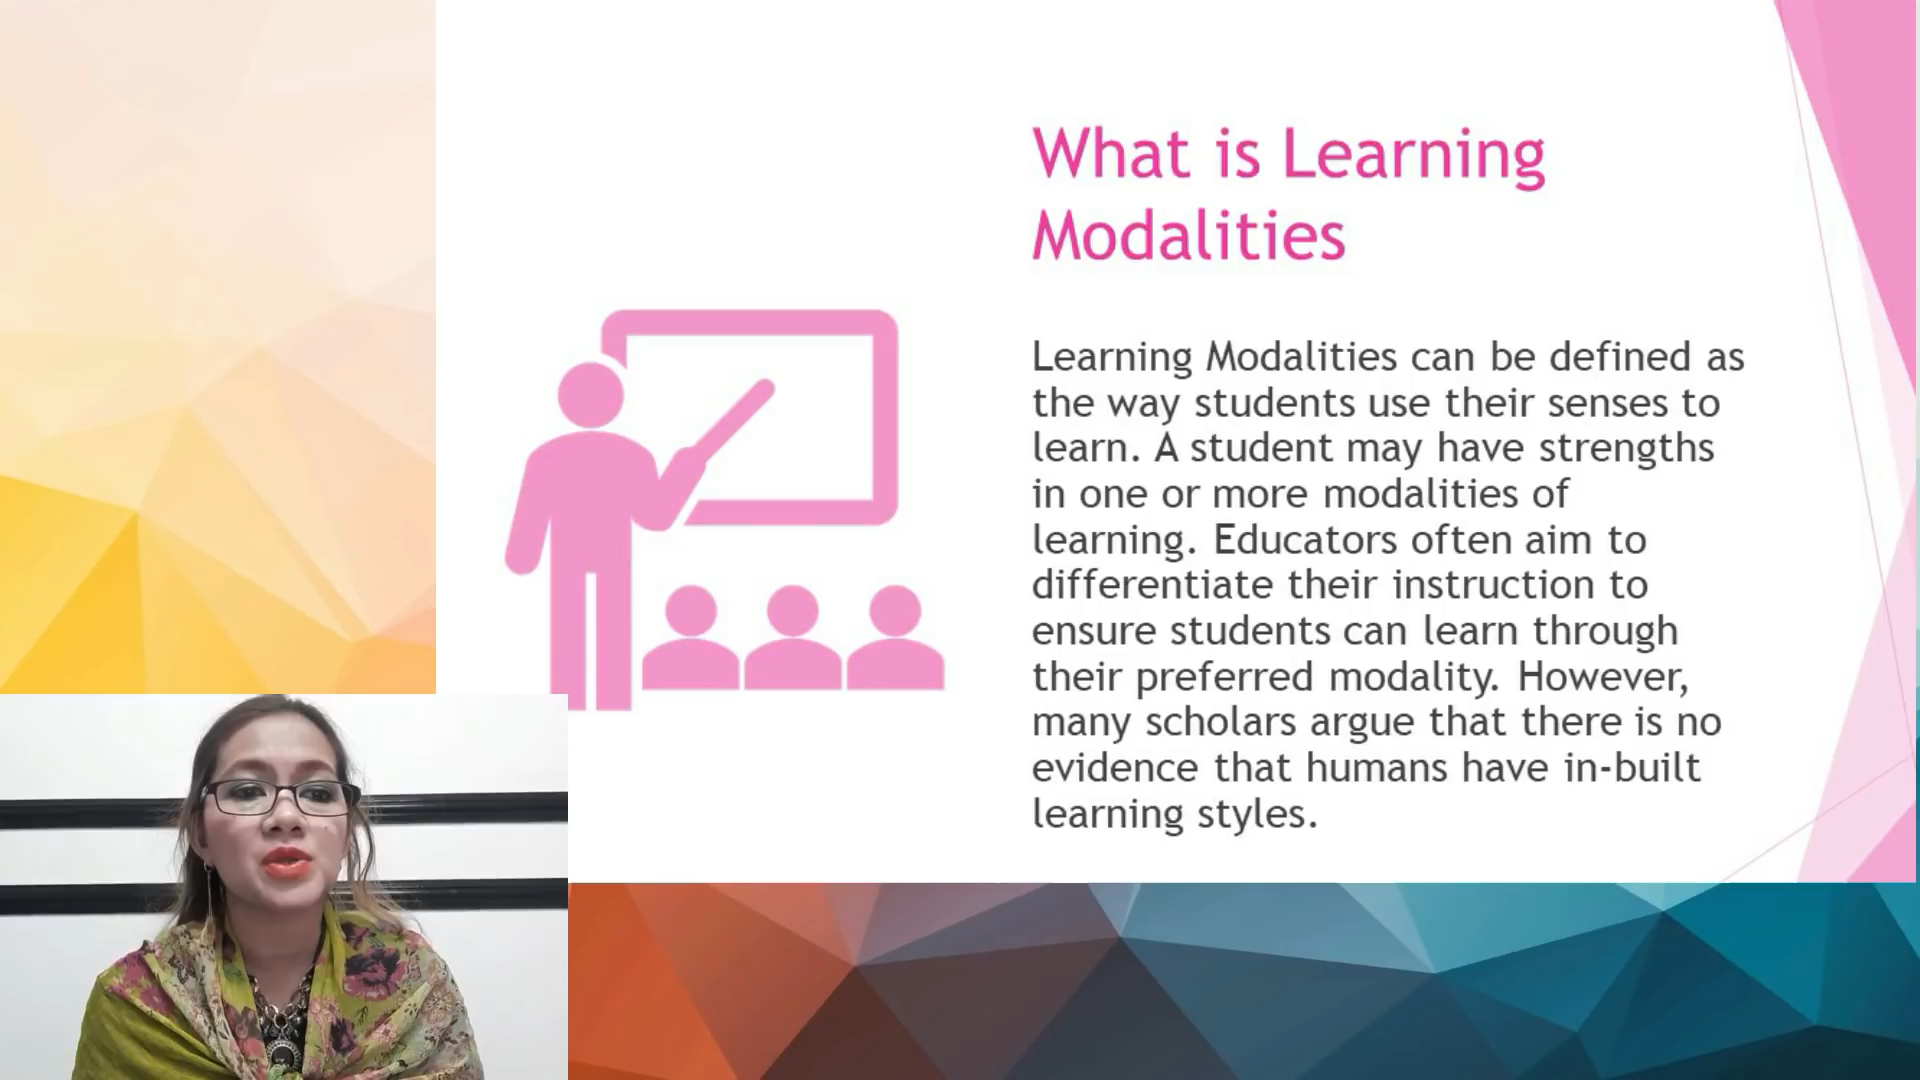 What is Learning
Modalities
Learning Modalities can be defined as
the way students use their senses to
learn. A student may have strengths
in one or more modalities of
learning. Educators often aim to
differentiate their instruction to
ensure students can learn through
their preferred modality. However,
many scholars argue that there is no
evidence that humans have in-built
learning styles.